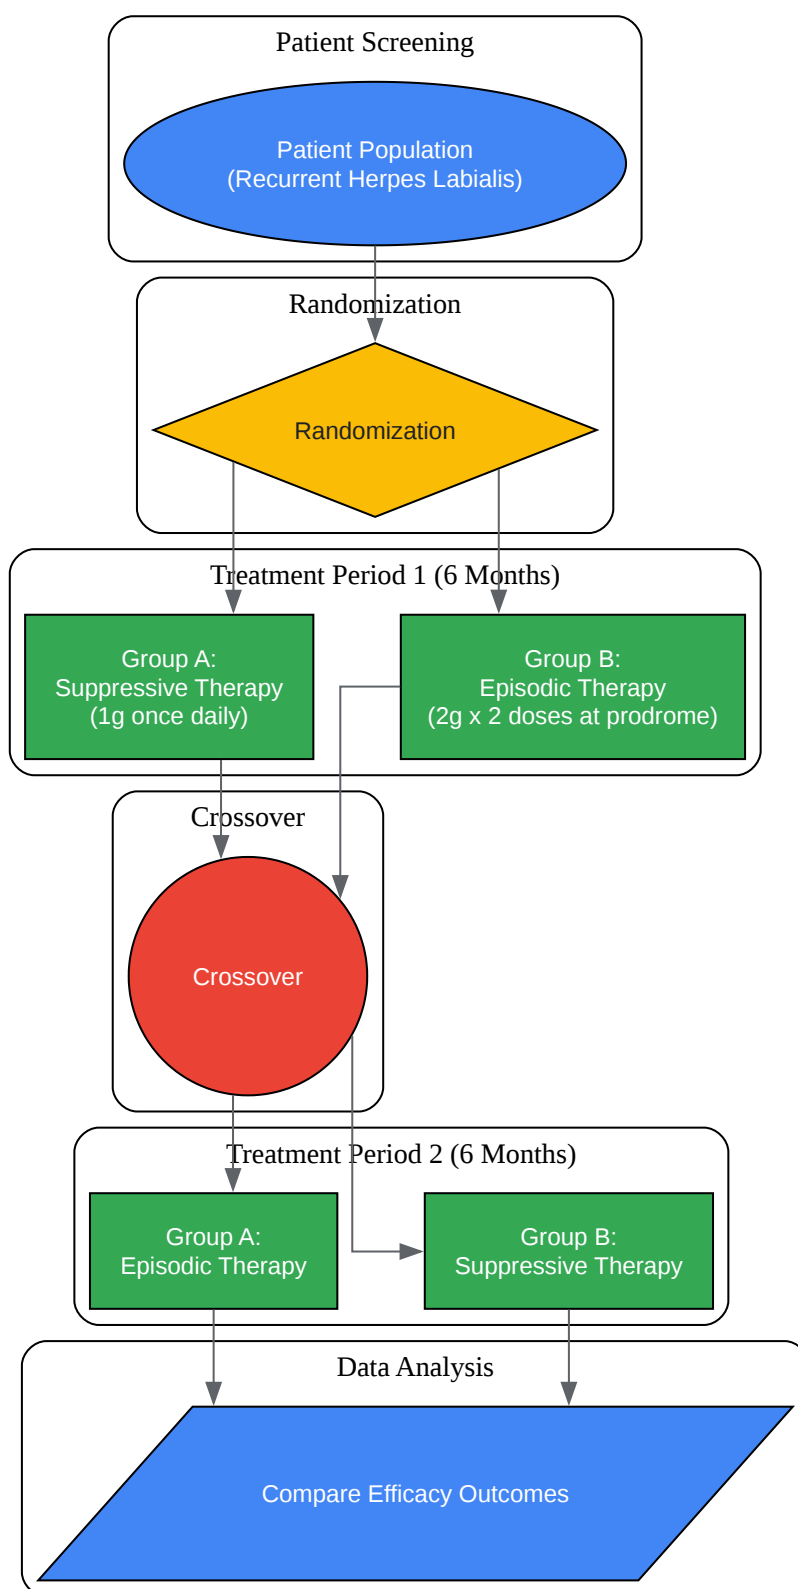 Patient Screening
Patient Population
(Recurrent Herpes Labialis)
Randomization
Randomization
Treatment Period 1 (6 Months)
Group A:
Suppressive Therapy
(1g once daily)
Group B:
Episodic Therapy
(2g x 2 doses at prodrome)
Crossover
Crossover
Treatment Period 2 (6 Months)
Group A:
Episodic Therapy
Group B:
Suppressive Therapy
Data Analysis
Compare Efficacy Outcomes